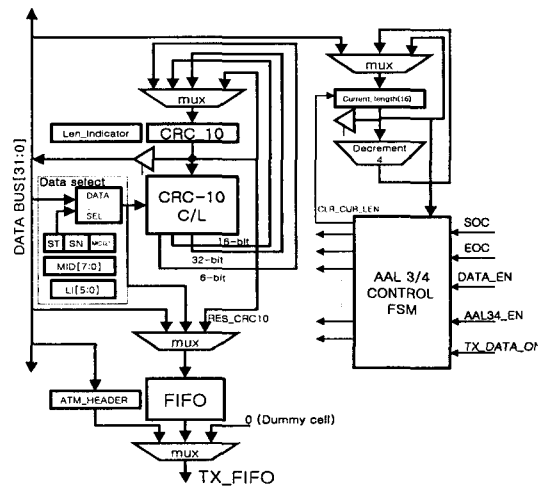 DATA BUS[31:0]
mux
mux
Len_Indicator
CRC 10
Current_length(16)
Decrement
4
Data select
DATA
SEL
CRC-10
C/L
ST
SN
MID[7:0]
LI[5:0]
16-bit
32-bit
6-bit
CLR_CUR_LEN
AAL 3/4
CONTROL
FSM
SOC
EOC
DATA_EN
AAL34_EN
TX_DATA_ON
RES_CRC10
mux
ATM_HEADER
FIFO
0 (Dummy cell)
mux
TX_FIFO